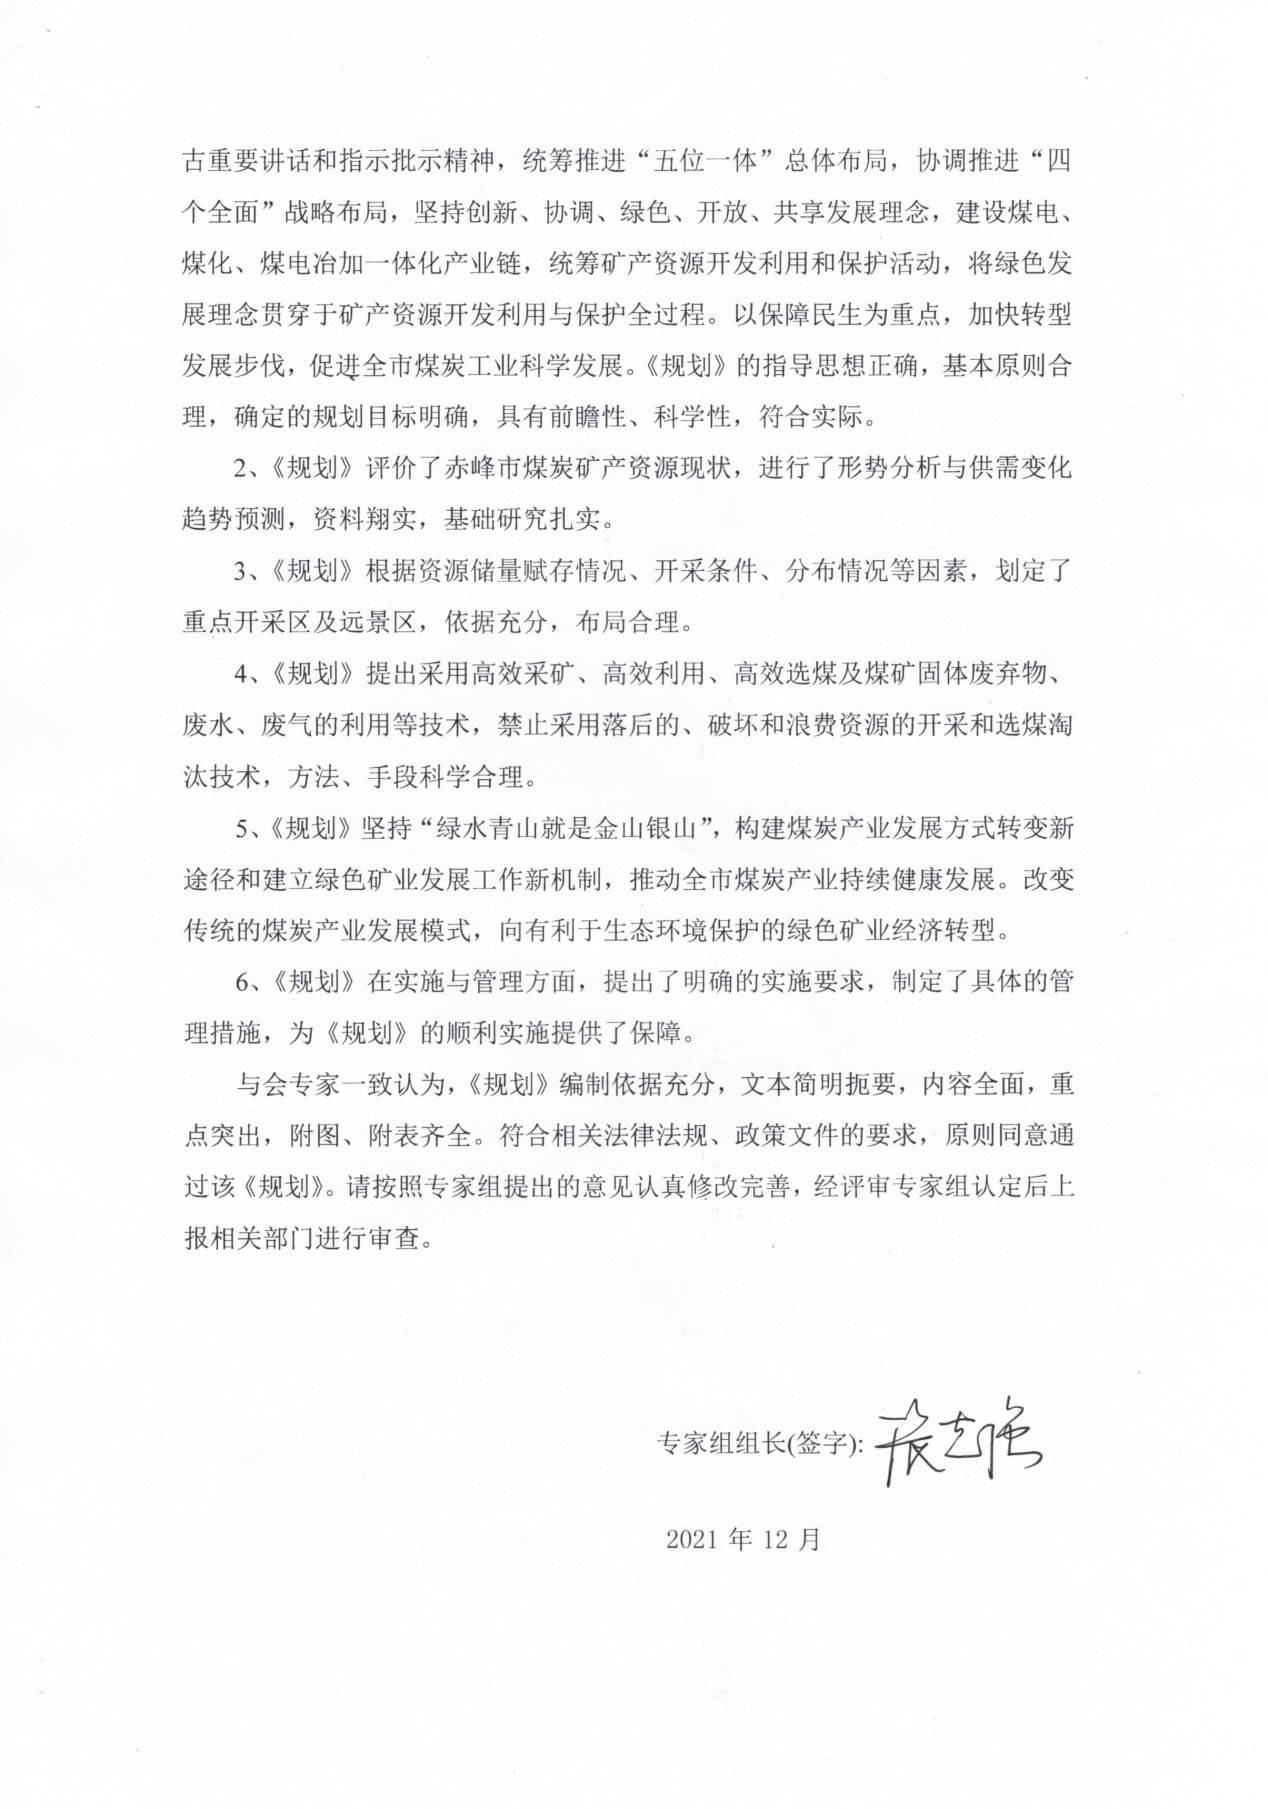 古重要讲话和指示批示精神，统筹推进“五位一体”总体布局，协调推进“四
个全面”战略布局，坚持创新、协调、绿色、开放、共享发展理念，建设煤电、
煤化、煤电冶加一体化产业链，统筹矿产资源开发利用和保护活动，将绿色发
展理念贯穿于矿产资源开发利用与保护全过程。以保障民生为重点，加快转型
发展步伐，促进全市煤炭工业科学发展。《规划》的指导思想正确，基本原则合
理，确定的规划目标明确，具有前瞻性、科学性，符合实际。
2、《规划》评价了赤峰市煤炭矿产资源现状，进行了形势分析与供需变化
趋势预测，资料翔实，基础研究扎实。
3、《规划》根据资源储量赋存情况、开采条件、分布情况等因素，划定了
重点开采区及远景区，依据充分，布局合理。
4、《规划》提出采用高效采矿、高效利用、高效选煤及煤矿固体废弃物、
废水、废气的利用等技术，禁止采用落后的、破坏和浪费资源的开采和选煤淘
汰技术，方法、手段科学合理。
5、《规划》坚持“绿水青山就是金山银山”，构建煤炭产业发展方式转变新
途径和建立绿色矿业发展工作新机制，推动全市煤炭产业持续健康发展。改变
传统的煤炭产业发展模式，向有利于生态环境保护的绿色矿业经济转型。
6、《规划》在实施与管理方面，提出了明确的实施要求，制定了具体的管
理措施，为《规划》的顺利实施提供了保障。
与会专家一致认为，《规划》编制依据充分，文本简明扼要，内容全面，重
点突出，附图、附表齐全。符合相关法律法规、政策文件的要求，原则同意通
过该《规划》。请按照专家组提出的意见认真修改完善，经评审专家组认定后上
报相关部门进行审查。
专家组组长(签字):
2021 年 12 月